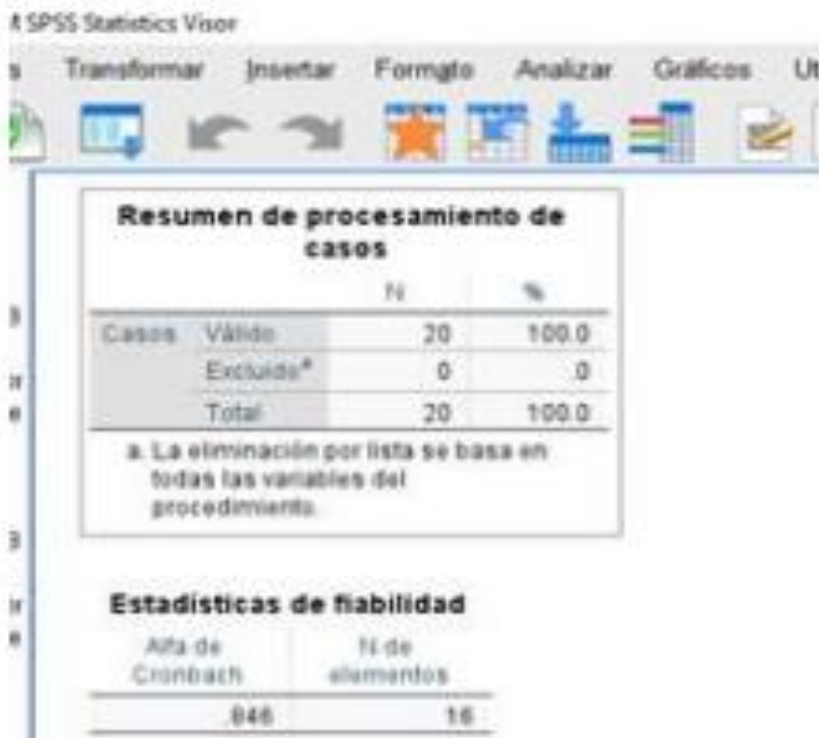 SPSS Statistics Visor
Transformar Insertar Formato Analizar Gráficos
Resumen de procesamiento de
casos
N %
Casos Válido 20 100.0
Excluido a 0 .0
Total 20 100.0
a. La eliminación por lista se basa en
todas las variables del
procedimiento.
Estadísticas de fiabilidad
Alfa de N de
Cronbach elementos
16